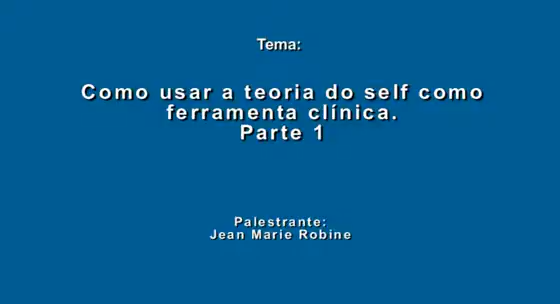 Tema:
Como usar a teoria do self como
ferramenta clínica.
Parte 1
Palestrante:
Jean Marie Robine